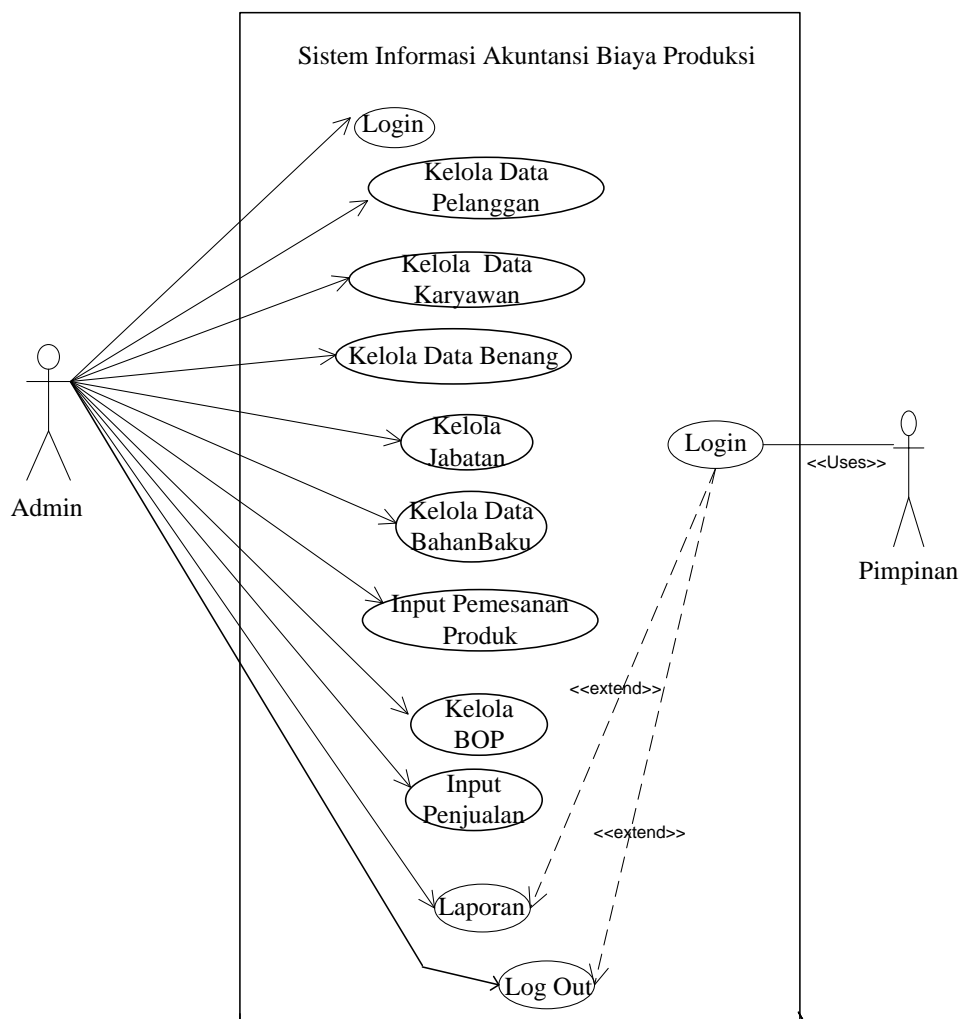 Sistem Informasi Akuntansi Biaya Produksi
Login
Kelola Data
Pelanggan
Kelola Data
Karyawan
Kelola Data Benang
Kelola
Jabatan
Login
<<Uses>>
Admin
Kelola Data
BahanBaku
Pimpinan
Input Pemesanan
Produk
<<extend>>
Kelola
BOP
Input
Penjualan
<<extend>>
Laporan
Log Out